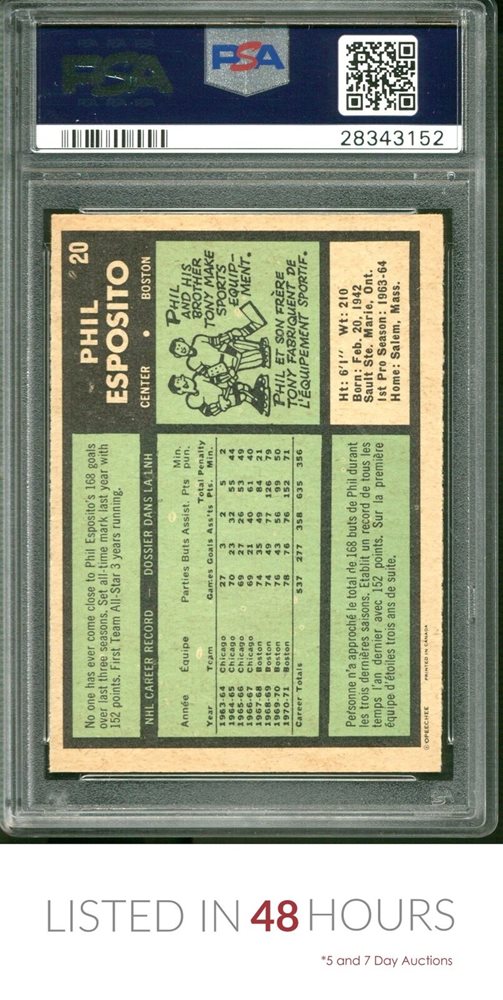 PSA
PSA
28343152
20
PHIL
ESPOSITO
CENTER • BOSTON
No one has ever come close to Phil Esposito's 168 goals
over last three seasons. Set all-time mark last year with
152 points. First Team All-Star 3 years running.
PHIL
AND HIS
BROTHER
TONY MAKE
SPORTS
EQUIP-
MENT.
PHIL ET SON FRÈRE
TONY FABRIQUENT DE
L'ÉQUIPEMENT SPORTIF.
NHL CAREER RECORD — DOSSIER DANS LA LNH
Année Équipe Parties Buts Assist. Pts Min. pun.
Year Team Games Goals Ass'ts Pts. Total Penalty Min.
1963-64 Chicago 27 3 2 5 2
1964-65 Chicago 70 23 32 55 44
1965-66 Chicago 69 27 26 53 49
1966-67 Chicago 69 21 40 61 40
1967-68 Boston 74 35 49 84 21
1968-69 Boston 74 49 77 126 79
1969-70 Boston 76 43 56 99 50
1970-71 Boston 78 76 76 152 71
Career Totals 537 277 358 635 356
Ht: 6'1" Wt: 210
Born: Feb. 20, 1942
Sault Ste. Marie, Ont.
1st Pro Season: 1963-64
Home: Salem, Mass.
Personne n'a approché le total de 168 buts de Phil durant
les trois dernières saisons. Etablit un record de tous les
temps l'an dernier avec 152 points. Sur la première
équipe d'étoiles trois ans de suite.
© OPEECHEE PRINTED IN CANADA
LISTED IN 48 HOURS
*5 and 7 Day Auctions